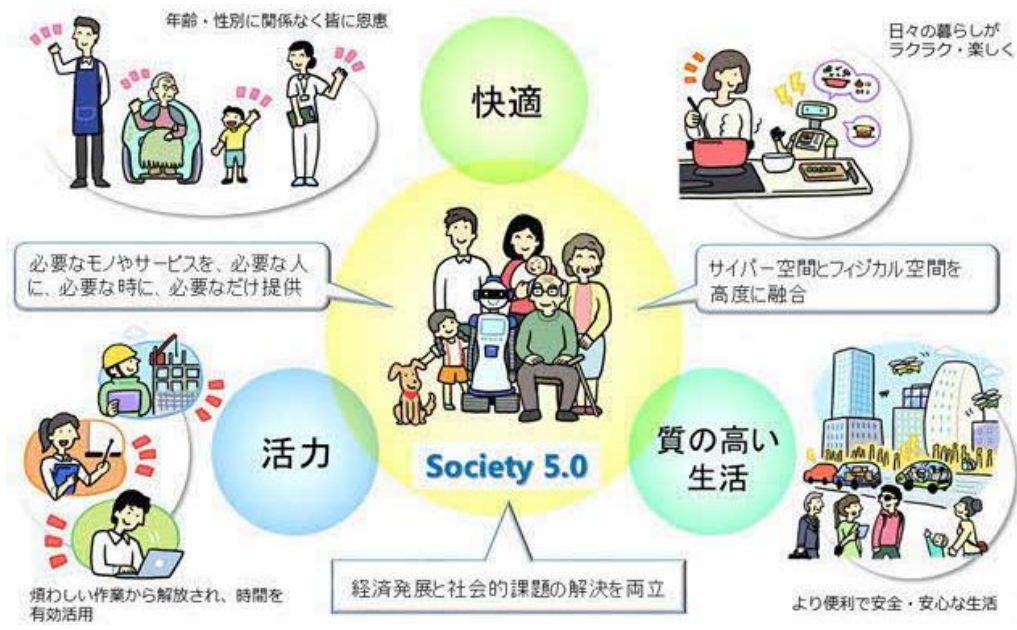 年齢・性別に関係なく皆に恩恵
快適
日々の暮らしが
ラクラク・楽しく
必要なモノやサービスを、必要な人
に、必要な時に、必要なだけ提供
サイバー空間とフィジカル空間を
高度に融合
活力
Society 5.0
質の高い
生活
経済発展と社会的課題の解決を両立
煩わしい作業から解放され、時間を
有効活用
より便利で安全・安心な生活